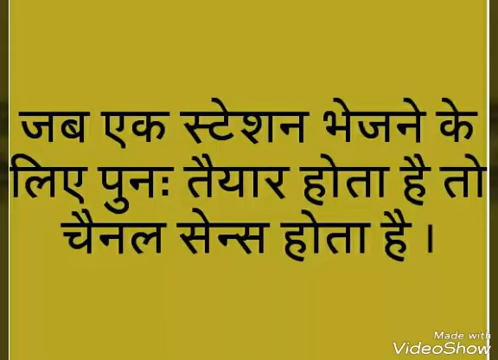 जब एक स्टेशन भेजने के
लिए पुनः तैयार होता है तो
चैनल सेन्स होता है ।
Made with
VideoShow